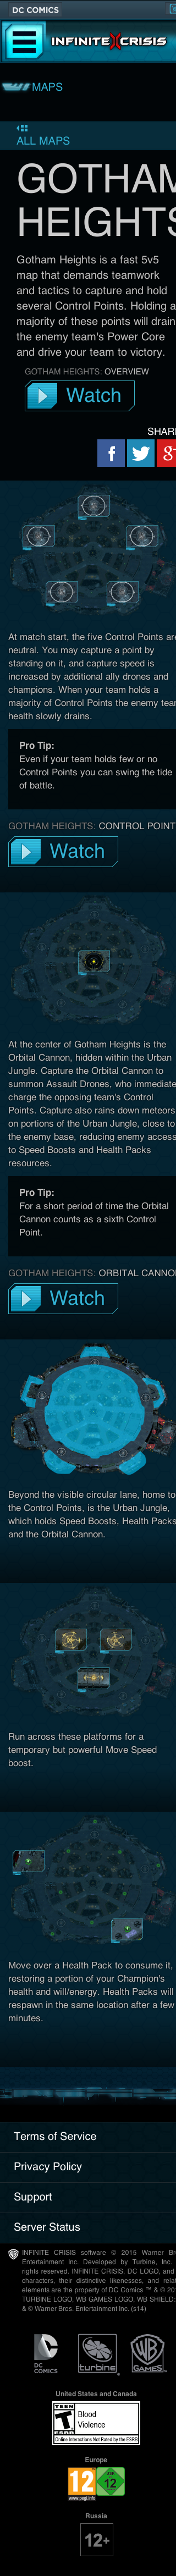 DC COMICS
INFINITE CRISIS
MAPS
ALL MAPS
GOTHAM
HEIGHTS
Gotham Heights is a fast 5v5
map that demands teamwork
and tactics to capture and hold
several Control Points. Holding a
majority of these points will drain
the enemy team's Power Core
and drive your team to victory.
GOTHAM HEIGHTS: OVERVIEW
Watch
SHAR
At match start, the five Control Points are
neutral. You may capture a point by
standing on it, and capture speed is
increased by additional ally drones and
champions. When your team holds a
majority of Control Points the enemy team
health slowly drains.
Pro Tip:
Even if your team holds few or no
Control Points you can swing the tide
of battle.
GOTHAM HEIGHTS: CONTROL POINT
Watch
At the center of Gotham Heights is the
Orbital Cannon, hidden within the Urban
Jungle. Capture the Orbital Cannon to
summon Assault Drones, who immediate
charge the opposing team's Control
Points. Capture also rains down meteors
on portions of the Urban Jungle, close to
the enemy base, reducing enemy access
to Speed Boosts and Health Packs
resources.
Pro Tip:
For a short period of time the Orbital
Cannon counts as a sixth Control
Point.
GOTHAM HEIGHTS: ORBITAL CANNON
Watch
Beyond the visible circular lane, home to
the Control Points, is the Urban Jungle,
which holds Speed Boosts, Health Packs
and the Orbital Cannon.
Run across these platforms for a
temporary but powerful Move Speed
boost.
Move over a Health Pack to consume it,
restoring a portion of your Champion's
health and will/energy. Health Packs will
respawn in the same location after a few
minutes.
Terms of Service
Privacy Policy
Support
Server Status
INFINITE CRISIS software © 2015 Warner Br
Entertainment Inc. Developed by Turbine, Inc.
rights reserved. INFINITE CRISIS, DC LOGO, and
characters, their distinctive likenesses, and relat
elements are the property of DC Comics ™ & © 20
TURBINE LOGO, WB GAMES LOGO, WB SHIELD:
& © Warner Bros. Entertainment Inc. (s14)
DC
COMICS
turbine
WB
GAMES
United States and Canada
TEEN
T
Blood
Violence
ESRB
Online Interactions Not Rated by the ESRB
Europe
12
www.pegi.info
12
Russia
12+